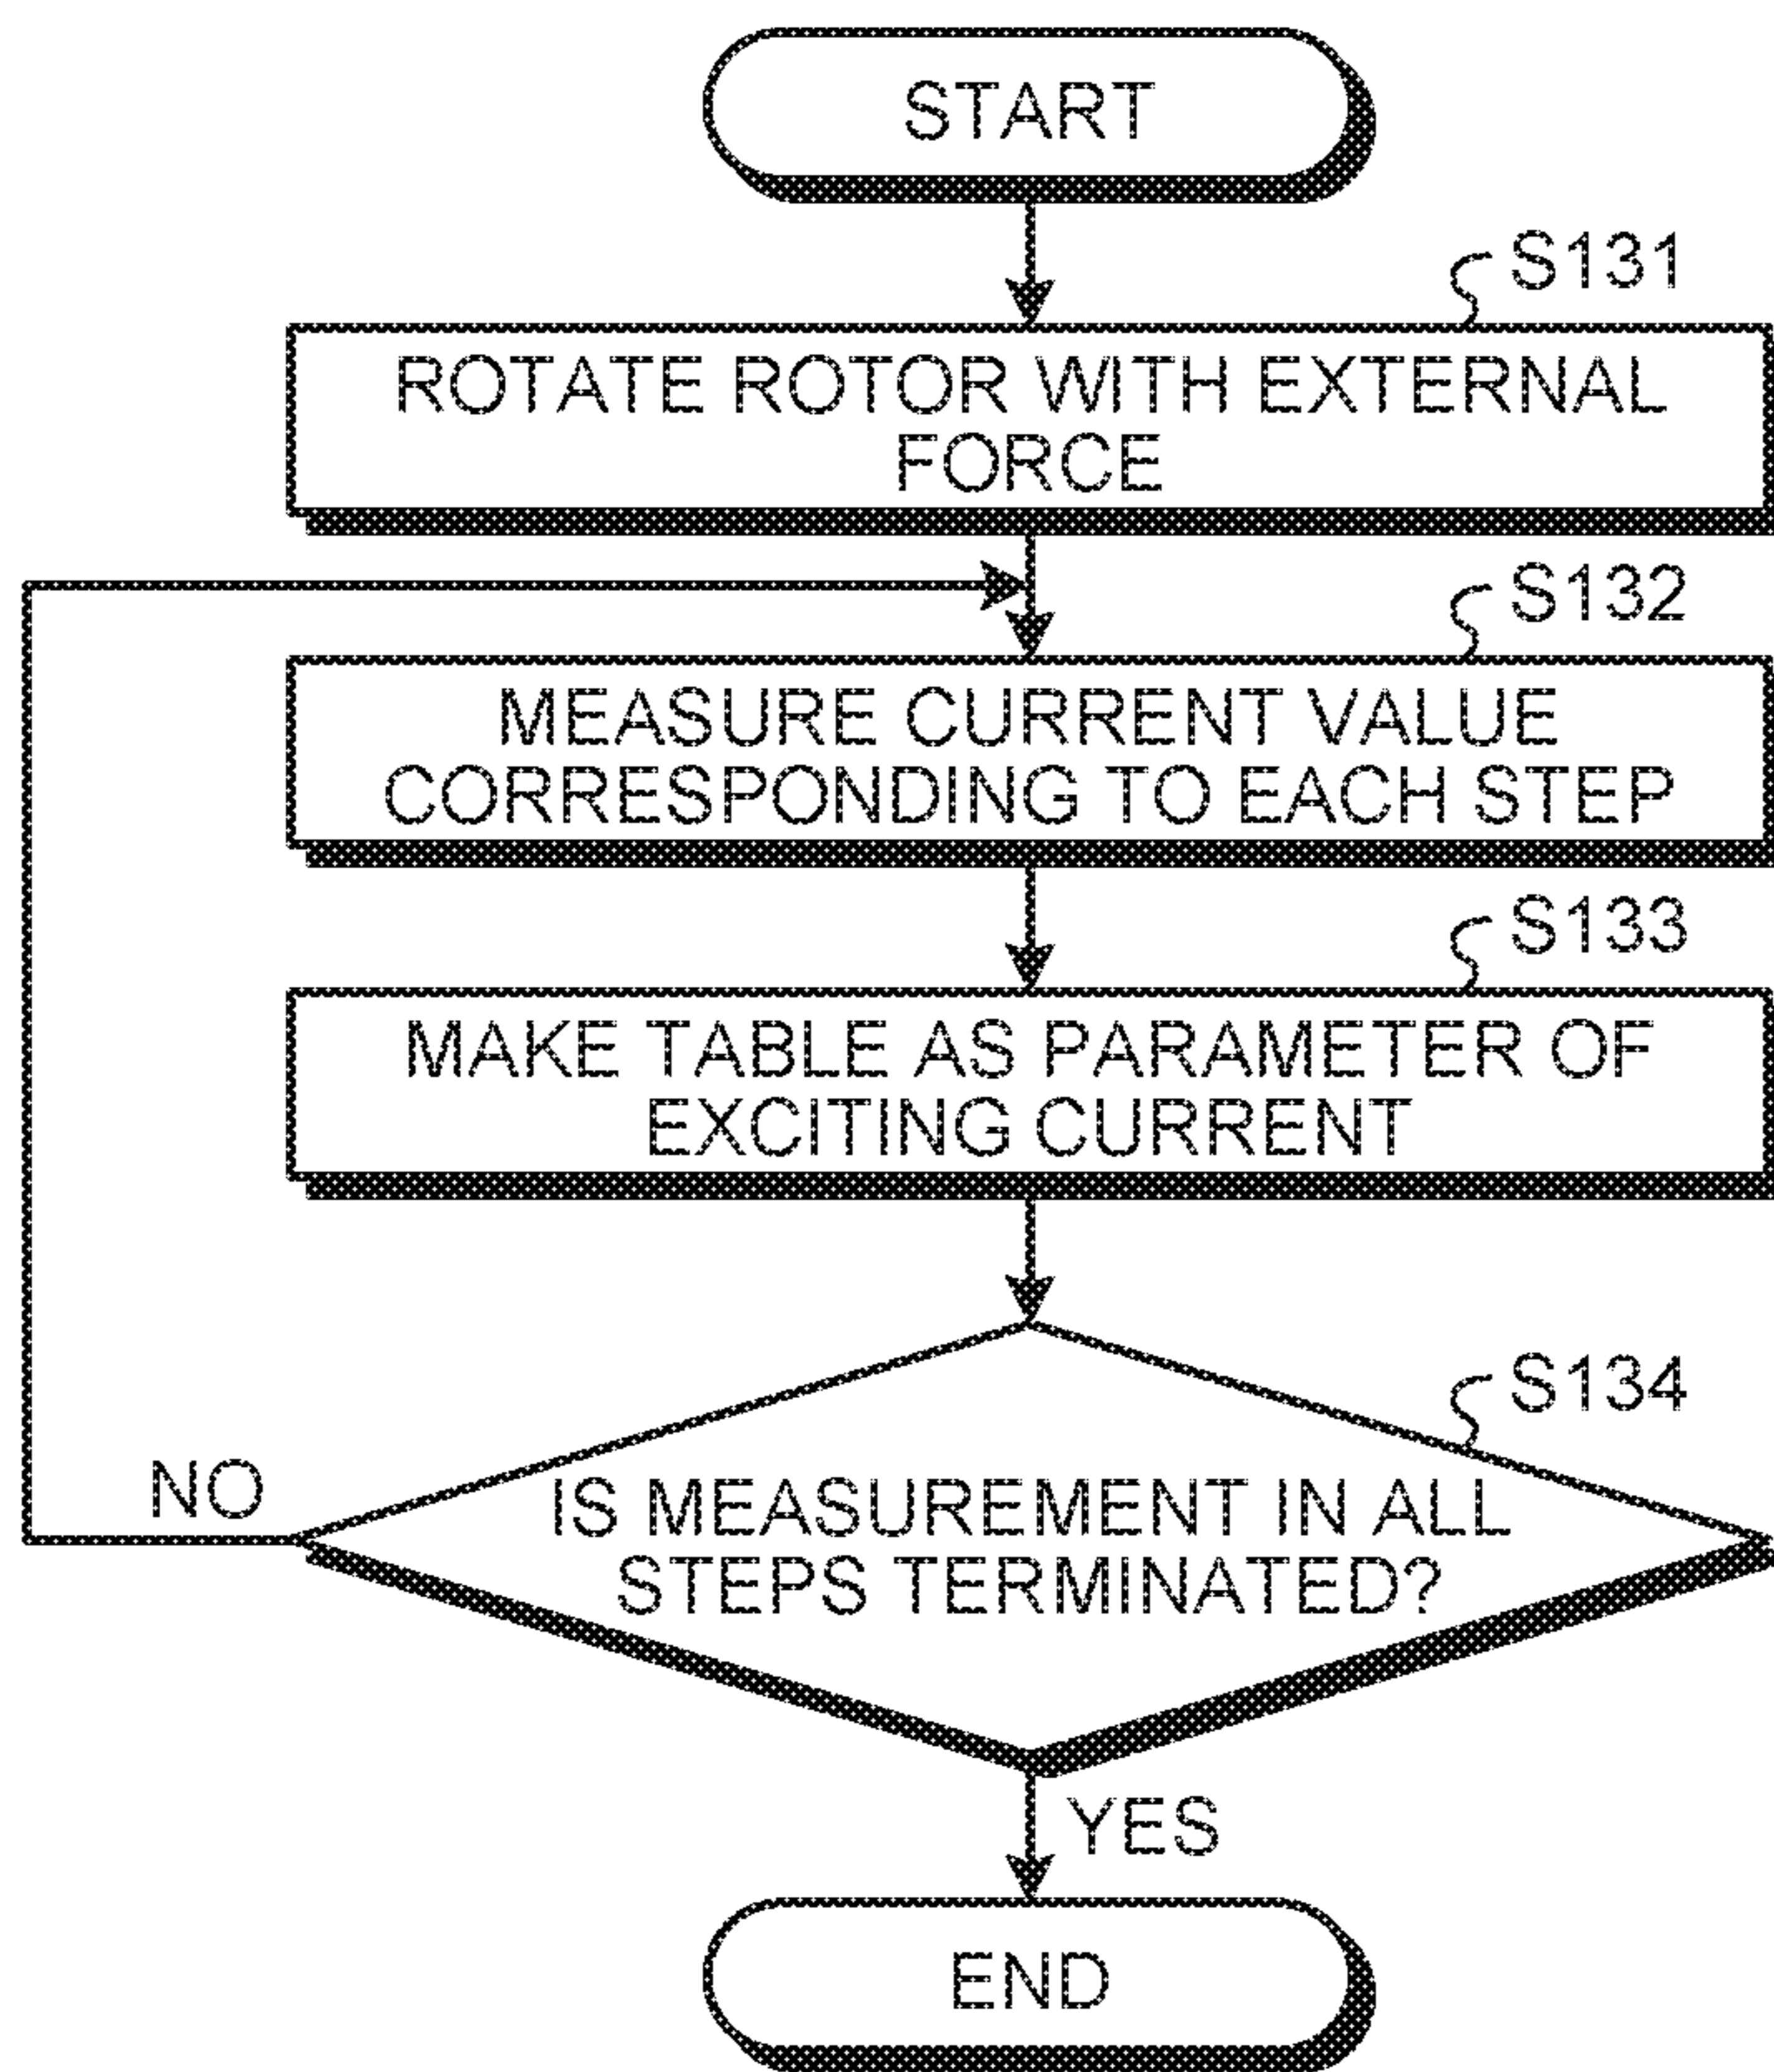 START
S131
ROTATE ROTOR WITH EXTERNAL
FORCE
S132
MEASURE CURRENT VALUE
CORRESPONDING TO EACH STEP
S133
MAKE TABLE AS PARAMETER OF
EXCITING CURRENT
S134
NO
IS MEASUREMENT IN ALL
STEPS TERMINATED?
YES
END